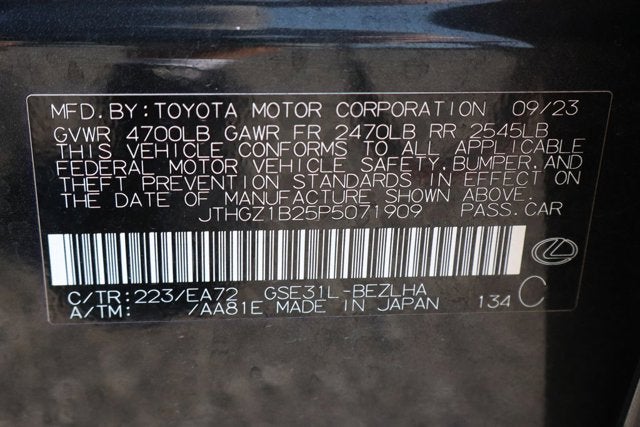 MFD.BY:TOYOTA MOTOR CORPORATION 09/23
GVWR 4700LB GAWR FR 2470LB RR 2545LB
THIS VEHICLE CONFORMS TO ALL APPLICABLE
FEDERAL MOTOR VEHICLE SAFETY, BUMPER, AND
THEFT PREVENTION STANDARDS IN EFFECT ON
THE DATE OF MANUFACTURE SHOWN ABOVE.
JTHGZ1B25P5071909 PASS.CAR
C/TR:223/EA72 GSE31L-BEZLHA
A/TM: /AA81E MADE IN JAPAN 134 C